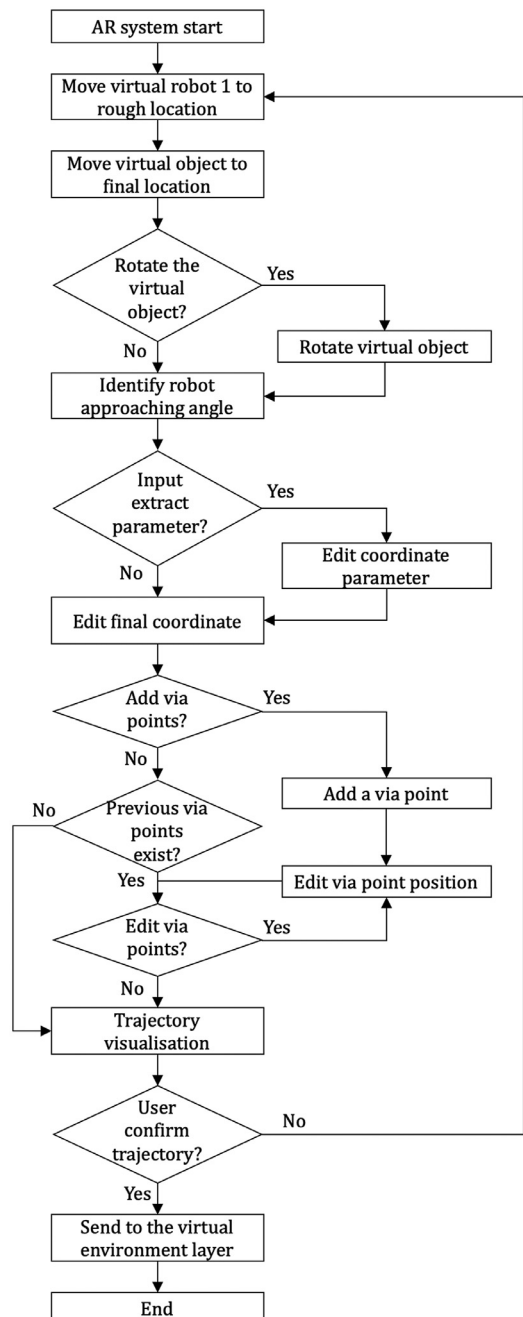 AR system start
Move virtual robot 1 to
rough location
Move virtual object to
final location
Rotate the
virtual
object?
Yes
No
Rotate virtual object
Identify robot
approaching angle
Input
extract
parameter?
Yes
No
Edit coordinate
parameter
Edit final coordinate
Add via
points?
Yes
No
Add a via point
No
Previous via
points
exist?
Yes
Edit via point position
Edit via
points?
Yes
No
Trajectory
visualisation
User
confirm
trajectory?
No
Yes
Send to the virtual
environment layer
End